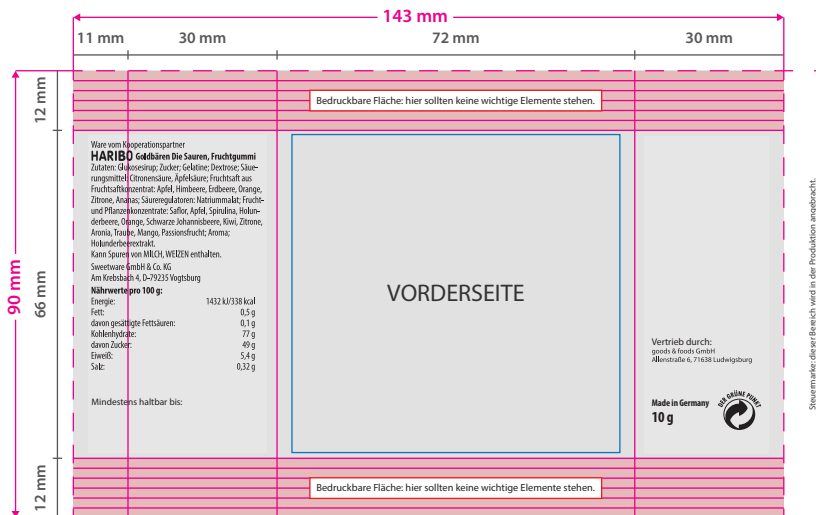 143 mm
11 mm
30 mm
72 mm
30 mm
12 mm
Bedruckbare Fläche: hier sollten keine wichtige Elemente stehen.
90 mm
66 mm
Ware vom Kooperationspartner
HARIBO Goldbären Die Sauren, Fruchtgummi
Zutaten: Glukosesirup; Zucker; Gelatine; Dextrose; Säue-
rungsmittel: Citronensäure, Äpfelsäure; Fruchtsaft aus
Fruchtsaftkonzentrat: Apfel, Himbeere, Erdbeere, Orange,
Zitrone, Ananas; Säureregulatoren: Natriummalat; Frucht-
und Pflanzenkonzentrate: Saflor, Apfel, Spirulina, Holun-
derbeere, Orange, Schwarze Johannisbeere, Kiwi, Zitrone,
Aronia, Traube, Mango, Passionsfrucht; Aroma;
Holunderbeerextrakt.
Kann Spuren von MILCH, WEIZEN enthalten.
Sweetware GmbH & Co. KG
Am Krebsbach 4, D-79235 Vogtsburg
Nährwerte pro 100 g:
Energie: 1432 kJ/338 kcal
Fett: 0,5 g
davon gesättigte Fettsäuren: 0,1 g
Kohlenhydrate: 77 g
davon Zucker: 49 g
Eiweiß: 5,4 g
Salz: 0,32 g
Mindestens haltbar bis:
VORDERSEITE
Vertrieb durch:
goods & foods GmbH
Allenstraße 6, 71638 Ludwigsburg
Made in Germany
10 g
DER GRÜNE PUNKT
Steuermarke: dieser Bereich wird in der Produktion angebracht.
12 mm
Bedruckbare Fläche: hier sollten keine wichtige Elemente stehen.